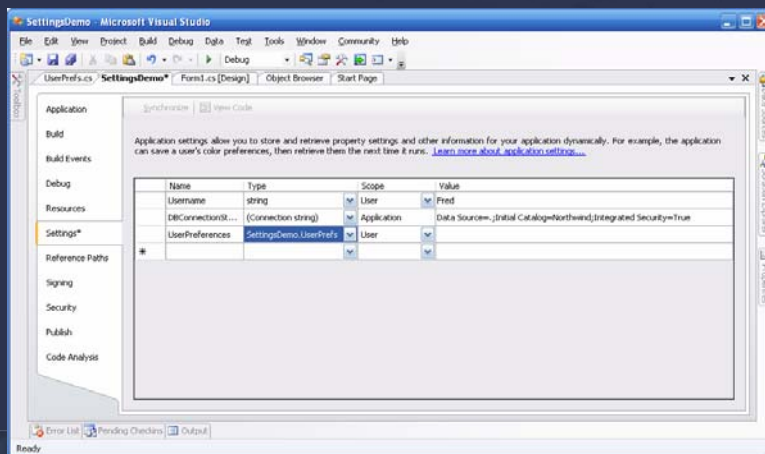 SettingsDemo - Microsoft Visual Studio
File Edit View Project Build Debug Data Test Tools Window Community Help
Debug
UserPrefs.cs SettingsDemo* Form1.cs [Design] Object Browser Start Page
Toolbox
Application
Build
Build Events
Debug
Resources
Settings*
Reference Paths
Signing
Security
Publish
Code Analysis
Synchronize View Code
Application settings allow you to store and retrieve property settings and other information for your application dynamically. For example, the application
can save a user's color preferences, then retrieve them the next time it runs. Learn more about application settings...
Name Type Scope Value
Username string User Fred
DBConnectionSt... (Connection string) Application Data Source=.;Initial Catalog=Northwind;Integrated Security=True
UserPreferences SettingsDemo.UserPrefs User
Error List Pending Checkins Output
Ready